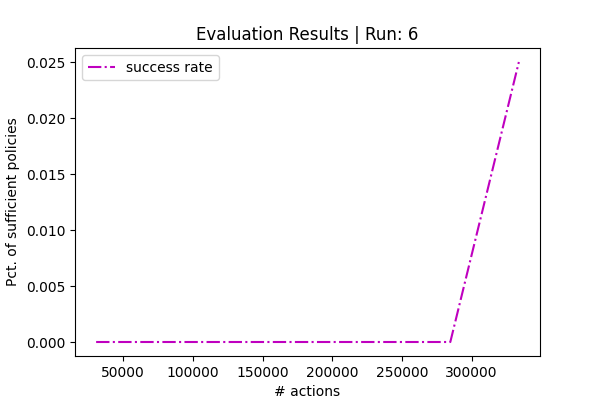 Evaluation Results | Run: 6
success rate
Pct. of sufficient policies
0.025
0.020
0.015
0.010
0.005
0.000
50000 100000 150000 200000 250000 300000
# actions